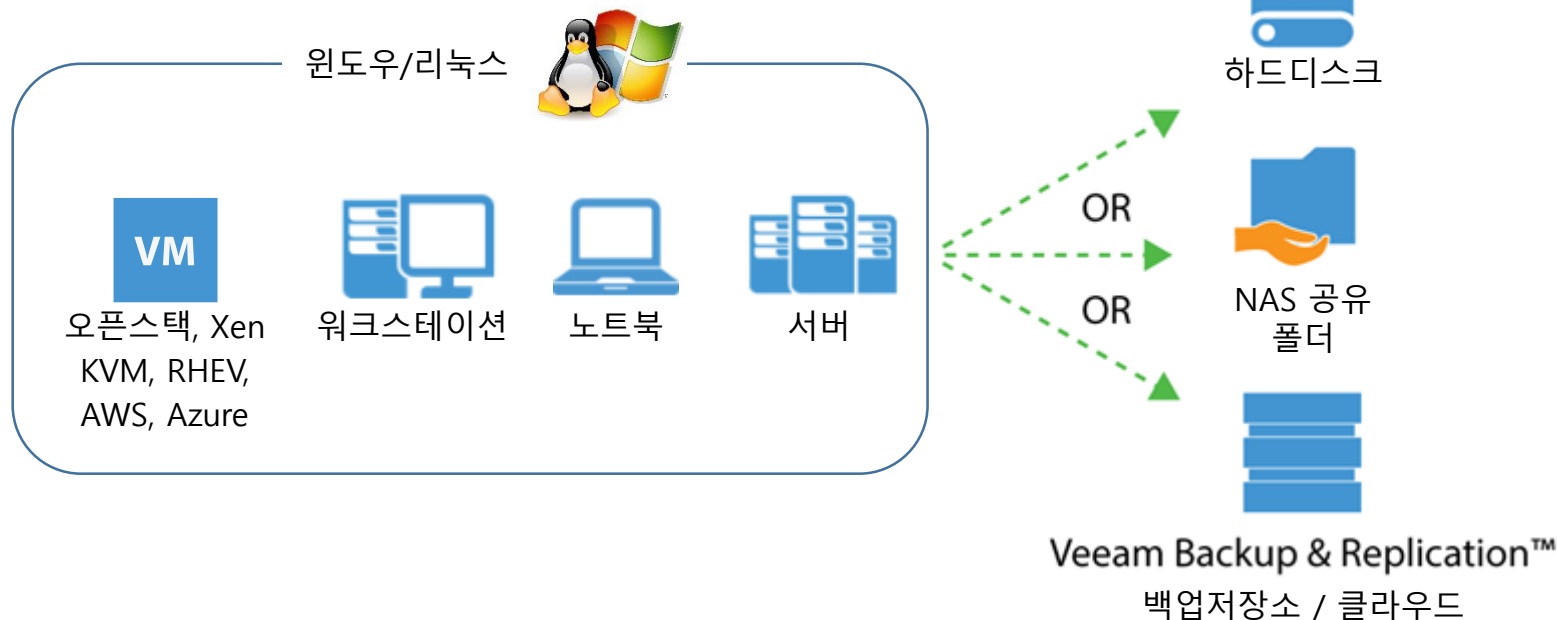 윈도우/리눅스
VM
오픈스택, Xen
KVM, RHEV,
AWS, Azure
워크스테이션
노트북
서버
OR
OR
하드디스크
NAS 공유
폴더
Veeam Backup & Replication™
백업저장소 / 클라우드